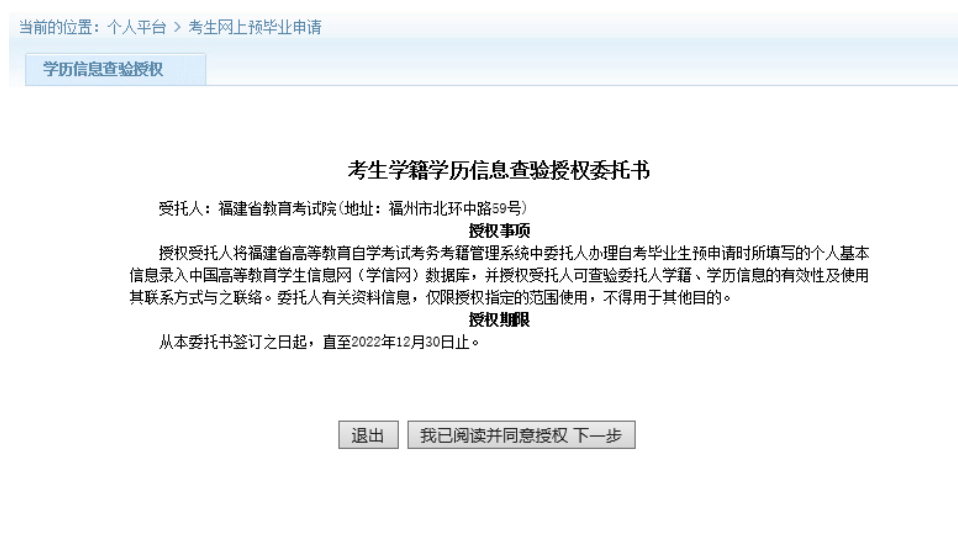 当前的位置：个人平台 > 考生网上预毕业申请
学历信息查验授权
考生学籍学历信息查验授权委托书
受托人：福建省教育考试院(地址：福州市北环中路59号)
授权事项
授权受托人将福建省高等教育自学考试考务考籍管理系统中委托人办理自考毕业生预申请时所填写的个人基本
信息录入中国高等教育学生信息网（学信网）数据库，并授权受托人可查验委托人学籍、学历信息的有效性及使用
其联系方式与之联络。委托人有关资料信息，仅限授权指定的范围使用，不得用于其他目的。
授权期限
从本委托书签订之日起，直至2022年12月30日止。
退出 我已阅读并同意授权 下一步